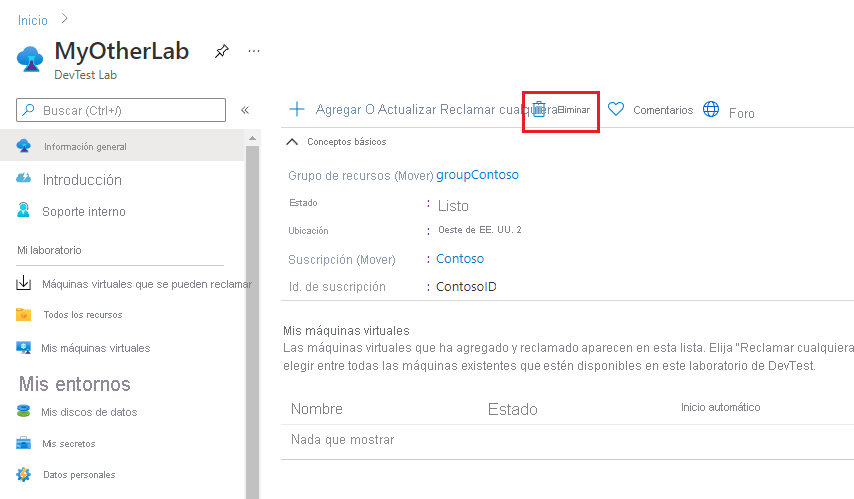 Inicio
MyOtherLab
DevTest Lab
Buscar (Ctrl+/)
«
Información general
Introducción
Soporte interno
Mi laboratorio
Máquinas virtuales que se pueden reclamar
Todos los recursos
Mis máquinas virtuales
Mis entornos
Mis discos de datos
Mis secretos
Datos personales
Agregar O Actualizar Reclamar cualquiera Eliminar Comentarios Foro
Conceptos básicos
Grupo de recursos (Mover) groupContoso
Estado : Listo
Ubicación : Oeste de EE. UU. 2
Suscripción (Mover) : Contoso
Id. de suscripción : ContosoID
Mis máquinas virtuales
Las máquinas virtuales que ha agregado y reclamado aparecen en esta lista. Elija "Reclamar cualquiera
elegir entre todas las máquinas existentes que estén disponibles en este laboratorio de DevTest.
Nombre Estado Inicio automático
Nada que mostrar